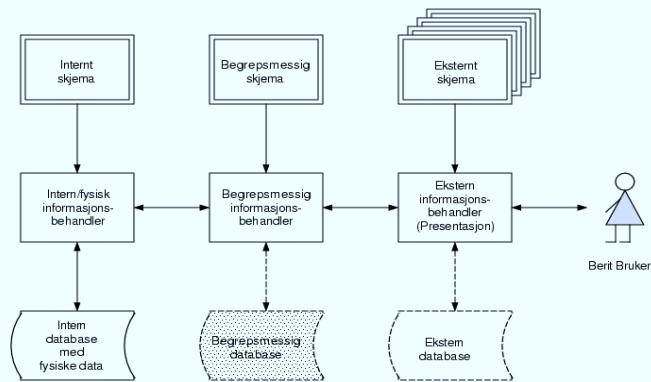 Internt
skjema
Begrepsmessig
skjema
Eksternt
skjema
Intern/fysisk
informasjons-
behandler
Begrepsmessig
informasjons-
behandler
Ekstern
informasjons-
behandler
(Presentasjon)
Berit Bruker
Intern
database
med
fysiske data
Begrepsmessig
database
Ekstern
database